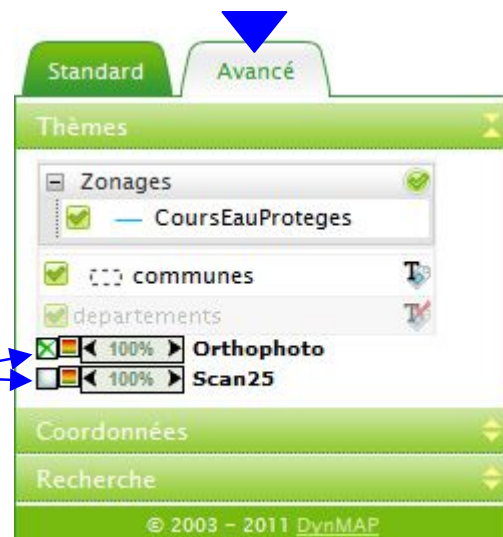 Standard Avancé
Thèmes
Zonages
CoursEauProteges
communes
departements
100% Orthophoto
100% Scan25
Coordonnées
Recherche
© 2003 - 2011 DynMAP